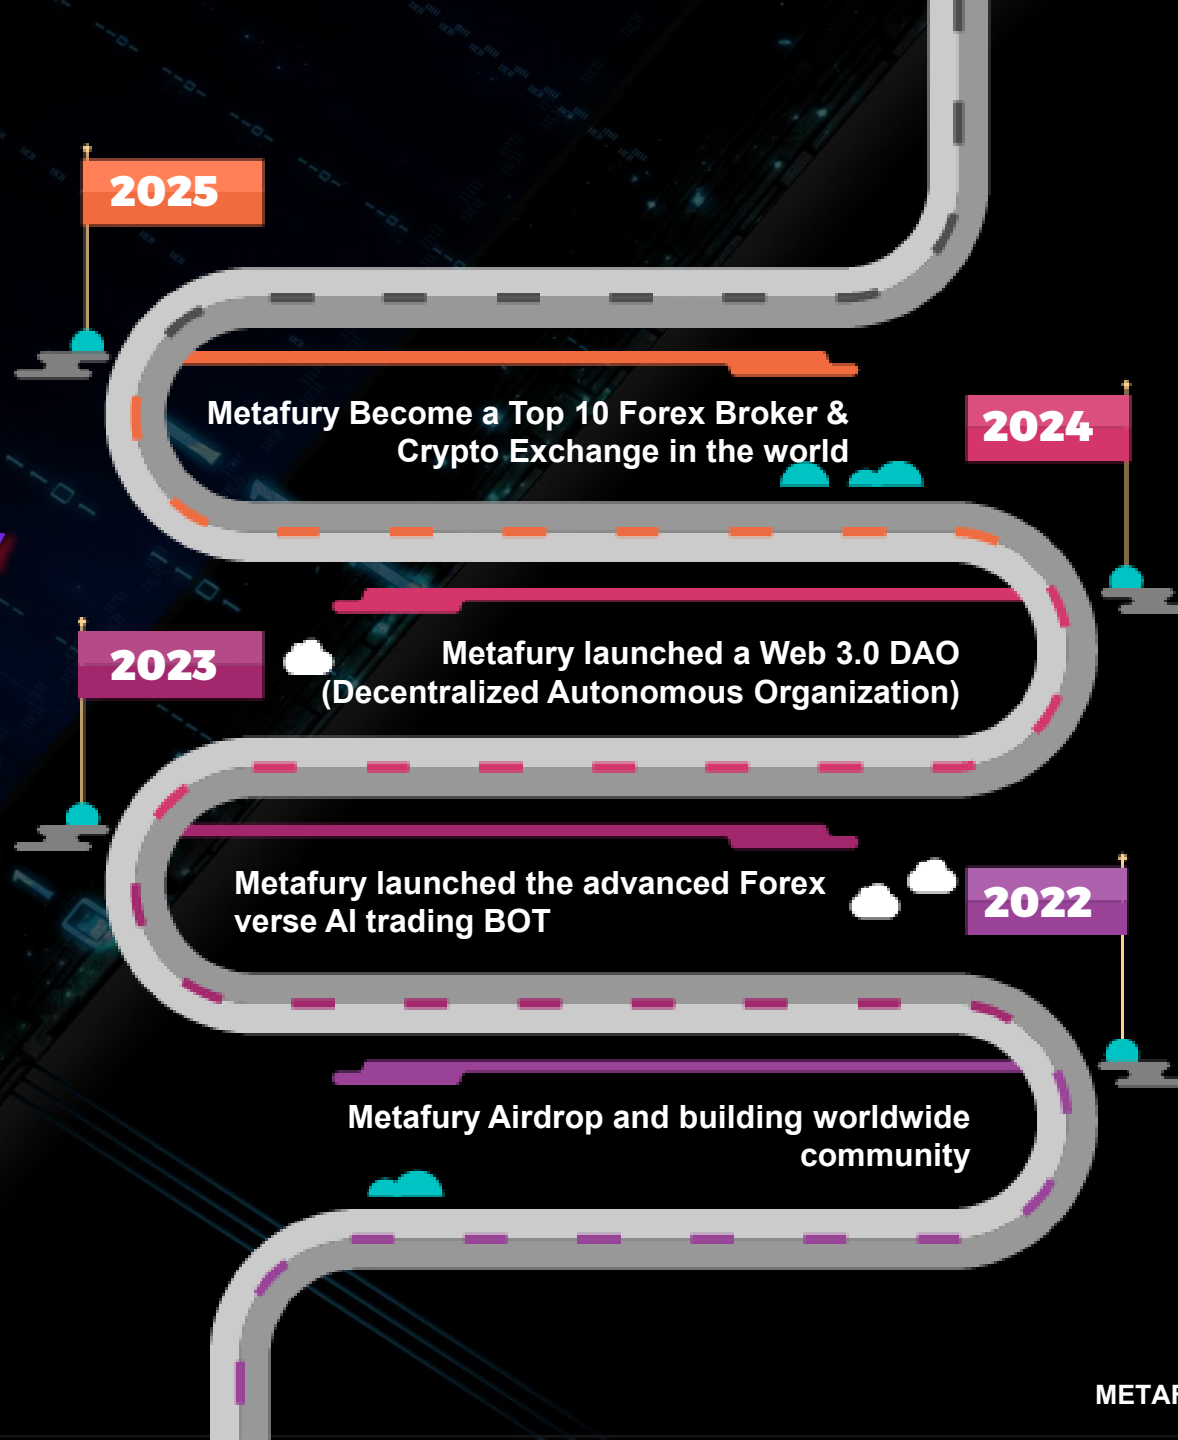 2025
Metafury Become a Top 10 Forex Broker &
Crypto Exchange in the world
2024
Metafury launched a Web 3.0 DAO
(Decentralized Autonomous Organization)
2023
Metafury launched the advanced Forex
verse AI trading BOT
2022
Metafury Airdrop and building worldwide
community